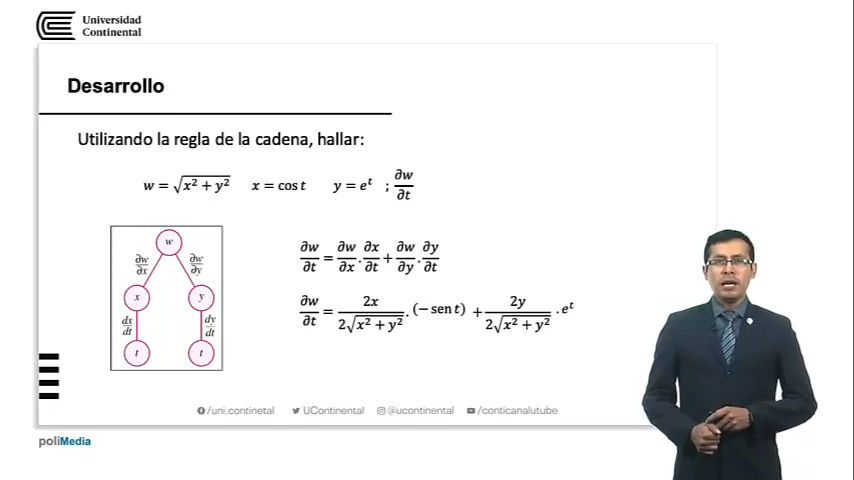 Universidad
Continental
Desarrollo
Utilizando la regla de la cadena, hallar:
w = √(x² + y²)   x = cos t   y = eᵗ   ; ∂w/∂t
w
∂w/∂x ∂w/∂y
x y
dx/dt dy/dt
t t
∂w/∂t = ∂w/∂x · ∂x/∂t + ∂w/∂y · ∂y/∂t
∂w/∂t = 2x/(2√(x² + y²)) · (−sen t) + 2y/(2√(x² + y²)) · eᵗ
/uni.continetal UContinental @ucontinental /conticanalutube
poliMedia